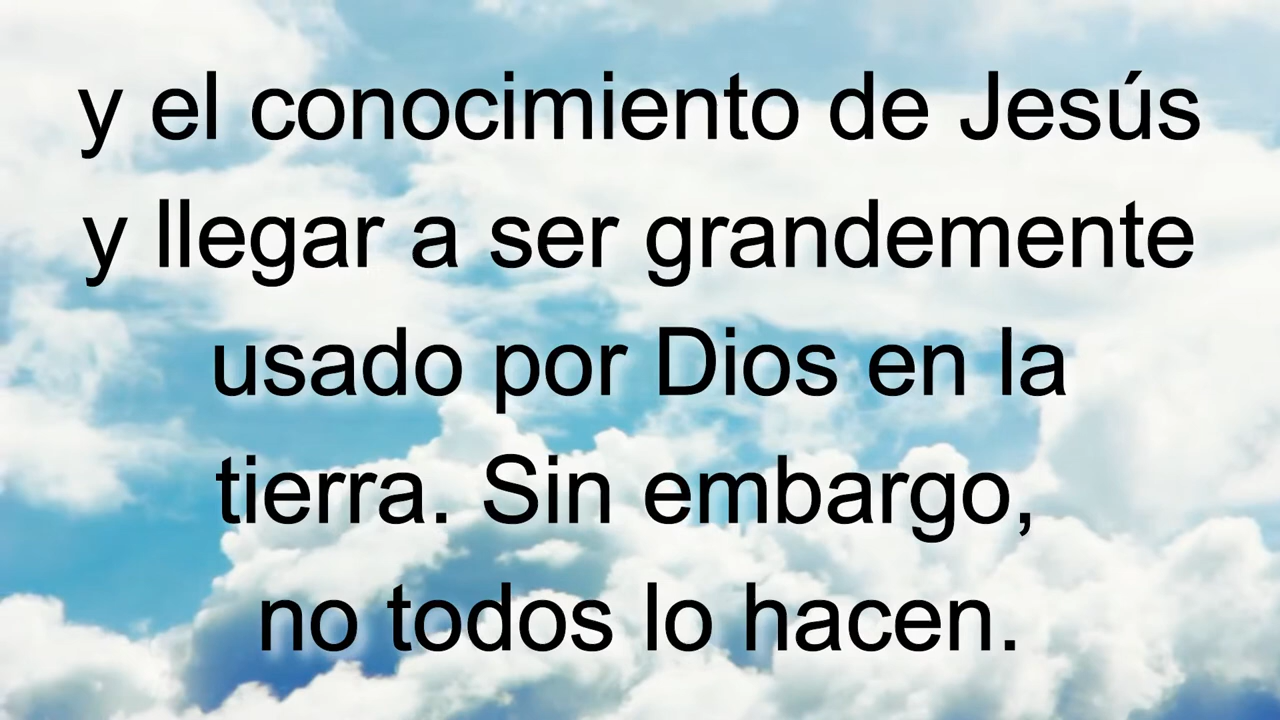 y el conocimiento de Jesús
y llegar a ser grandemente
usado por Dios en la
tierra. Sin embargo,
no todos lo hacen.